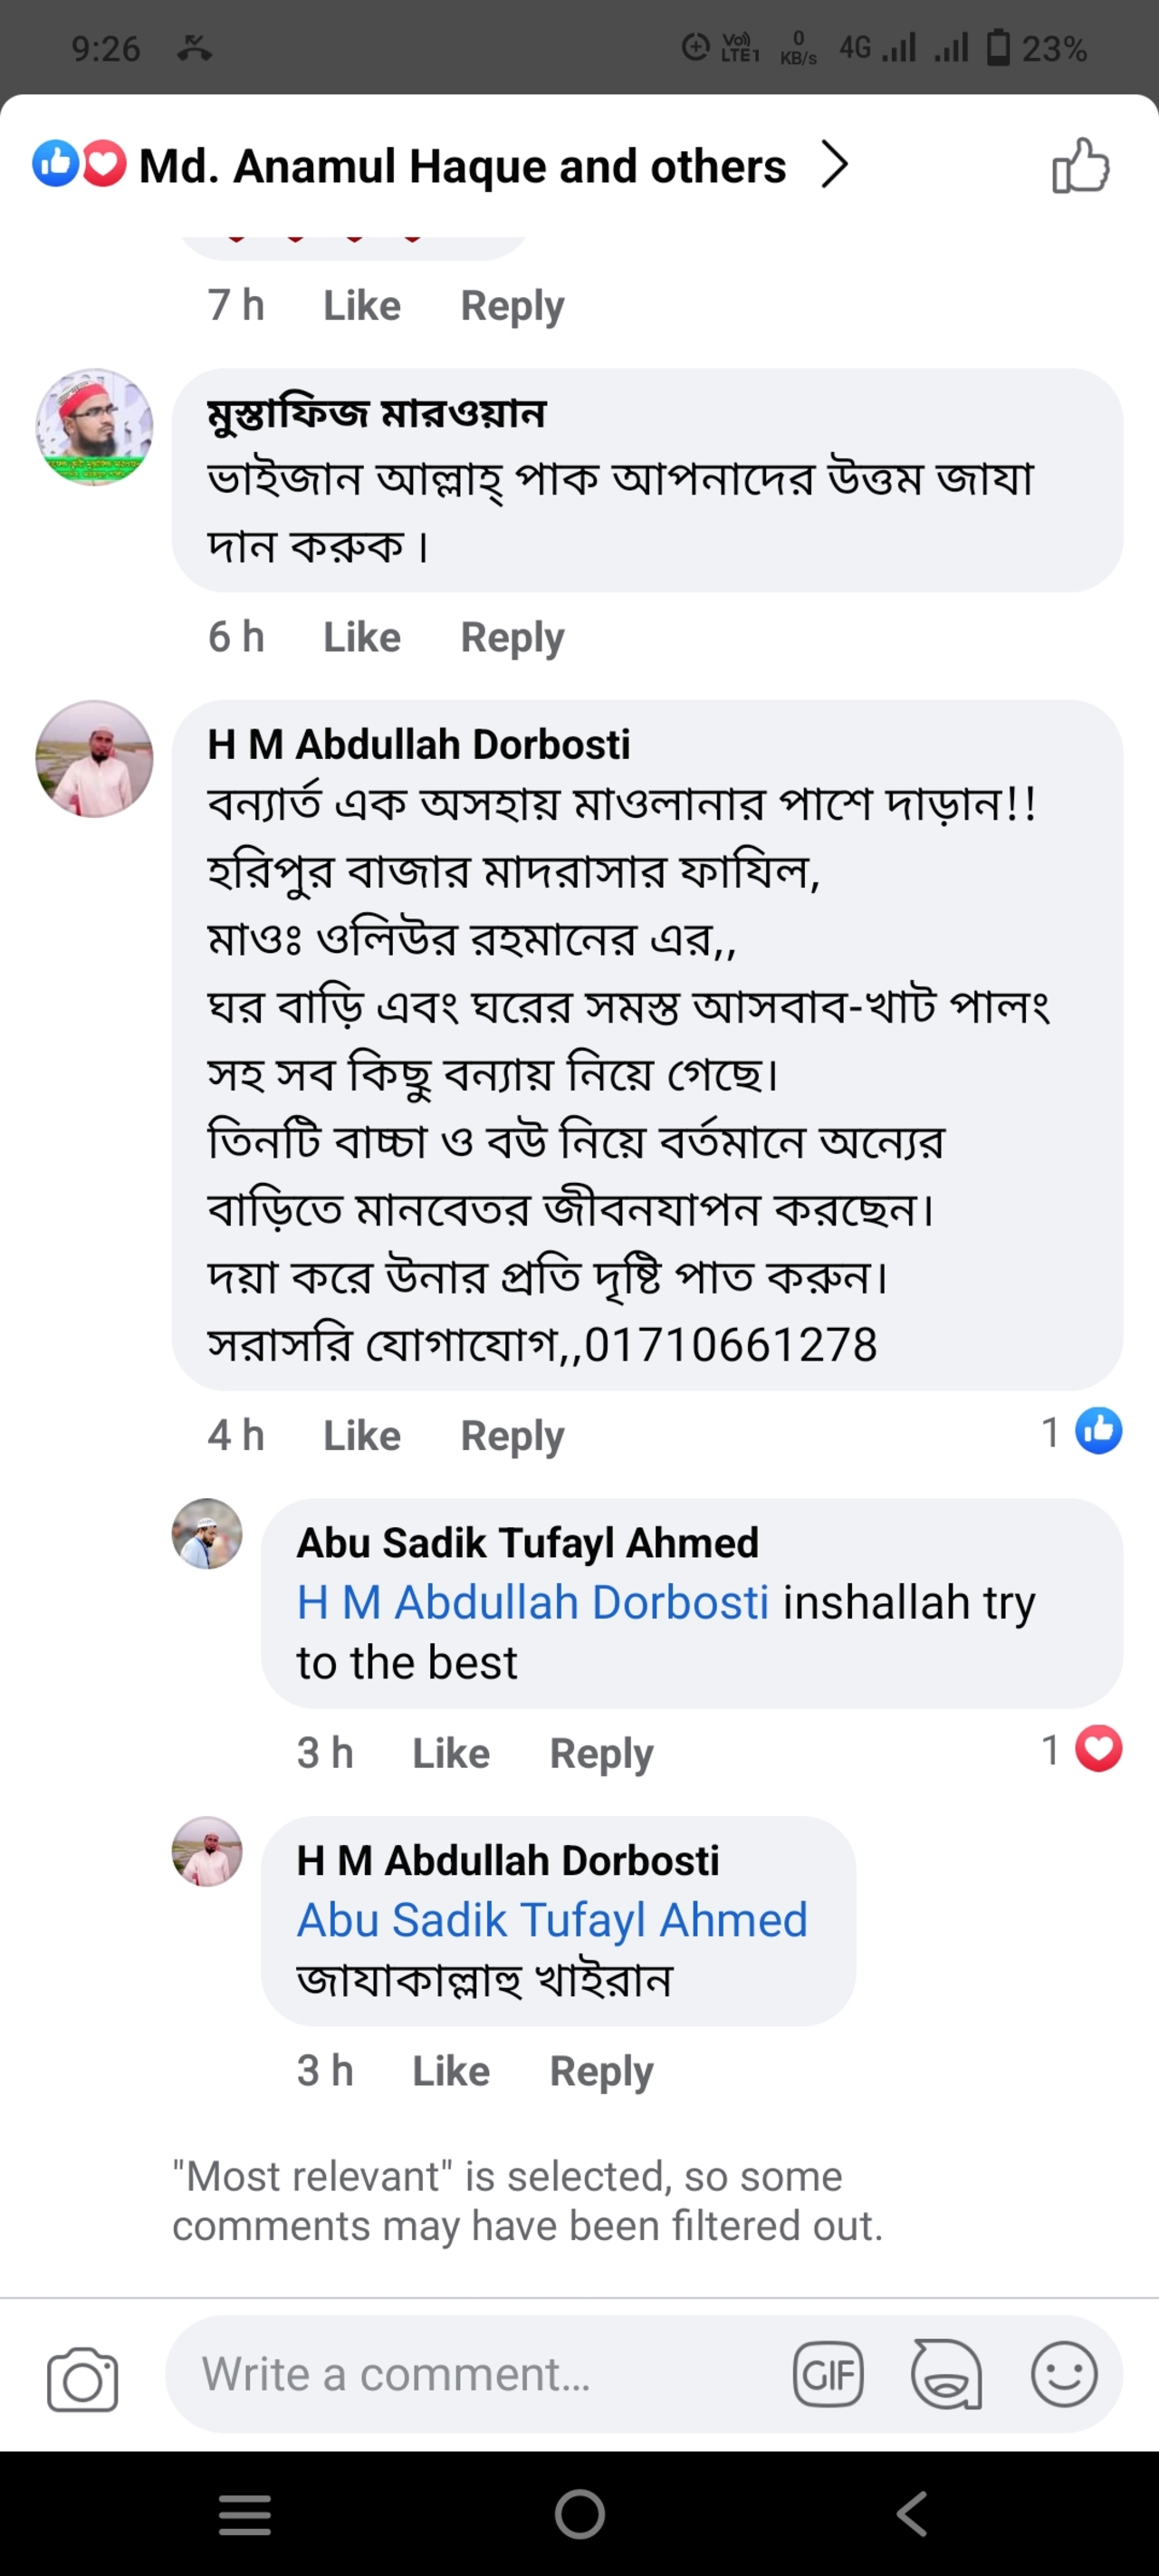 9:26
Vo)) LTE1 0 KB/s 4G 23%
Md. Anamul Haque and others
7 h Like Reply
মুস্তাফিজ মারওয়ান
ভাইজান আল্লাহ্ পাক আপনাদের উত্তম জাযা
দান করুক ।
6 h Like Reply
H M Abdullah Dorbosti
বন্যার্ত এক অসহায় মাওলানার পাশে দাড়ান!!
হরিপুর বাজার মাদরাসার ফাযিল,
মাওঃ ওলিউর রহমানের এর,,
ঘর বাড়ি এবং ঘরের সমস্ত আসবাব-খাট পালং
সহ সব কিছু বন্যায় নিয়ে গেছে।
তিনটি বাচ্চা ও বউ নিয়ে বর্তমানে অন্যের
বাড়িতে মানবেতর জীবনযাপন করছেন।
দয়া করে উনার প্রতি দৃষ্টি পাত করুন।
সরাসরি যোগাযোগ,,01710661278
4 h Like Reply 1
Abu Sadik Tufayl Ahmed
H M Abdullah Dorbosti inshallah try
to the best
3 h Like Reply 1
H M Abdullah Dorbosti
Abu Sadik Tufayl Ahmed
জাযাকাল্লাহু খাইরান
3 h Like Reply
"Most relevant" is selected, so some
comments may have been filtered out.
Write a comment... GIF